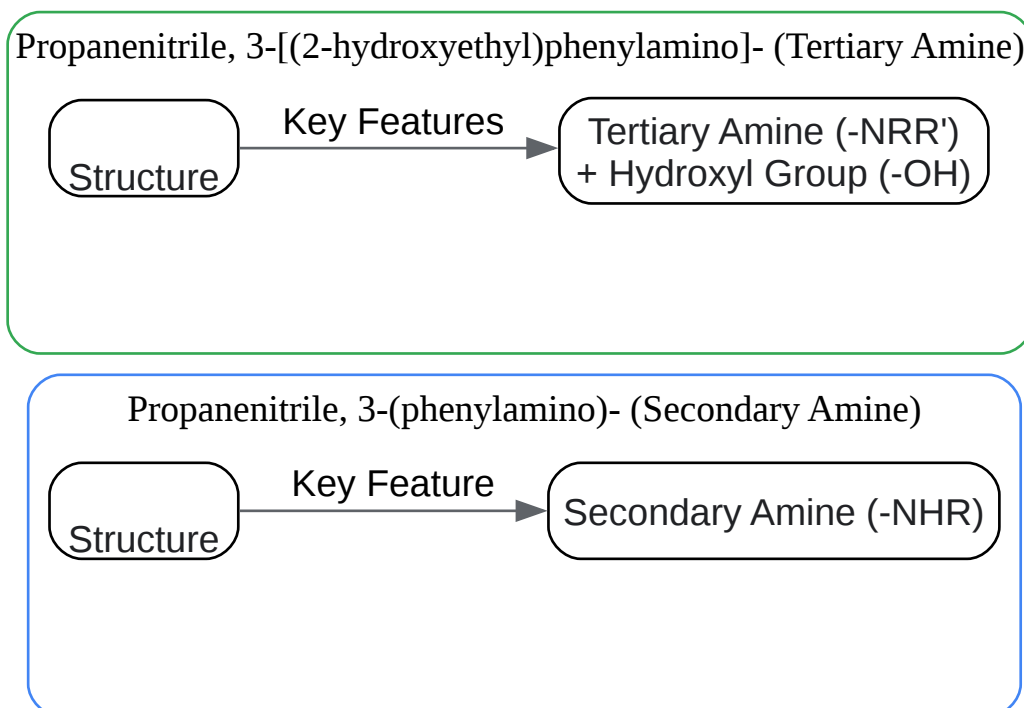 Propanenitrile, 3-[(2-hydroxyethyl)phenylamino]- (Tertiary Amine)
Structure
Key Features
Tertiary Amine (-NRR')
+ Hydroxyl Group (-OH)
Propanenitrile, 3-(phenylamino)- (Secondary Amine)
Structure
Key Feature
Secondary Amine (-NHR)